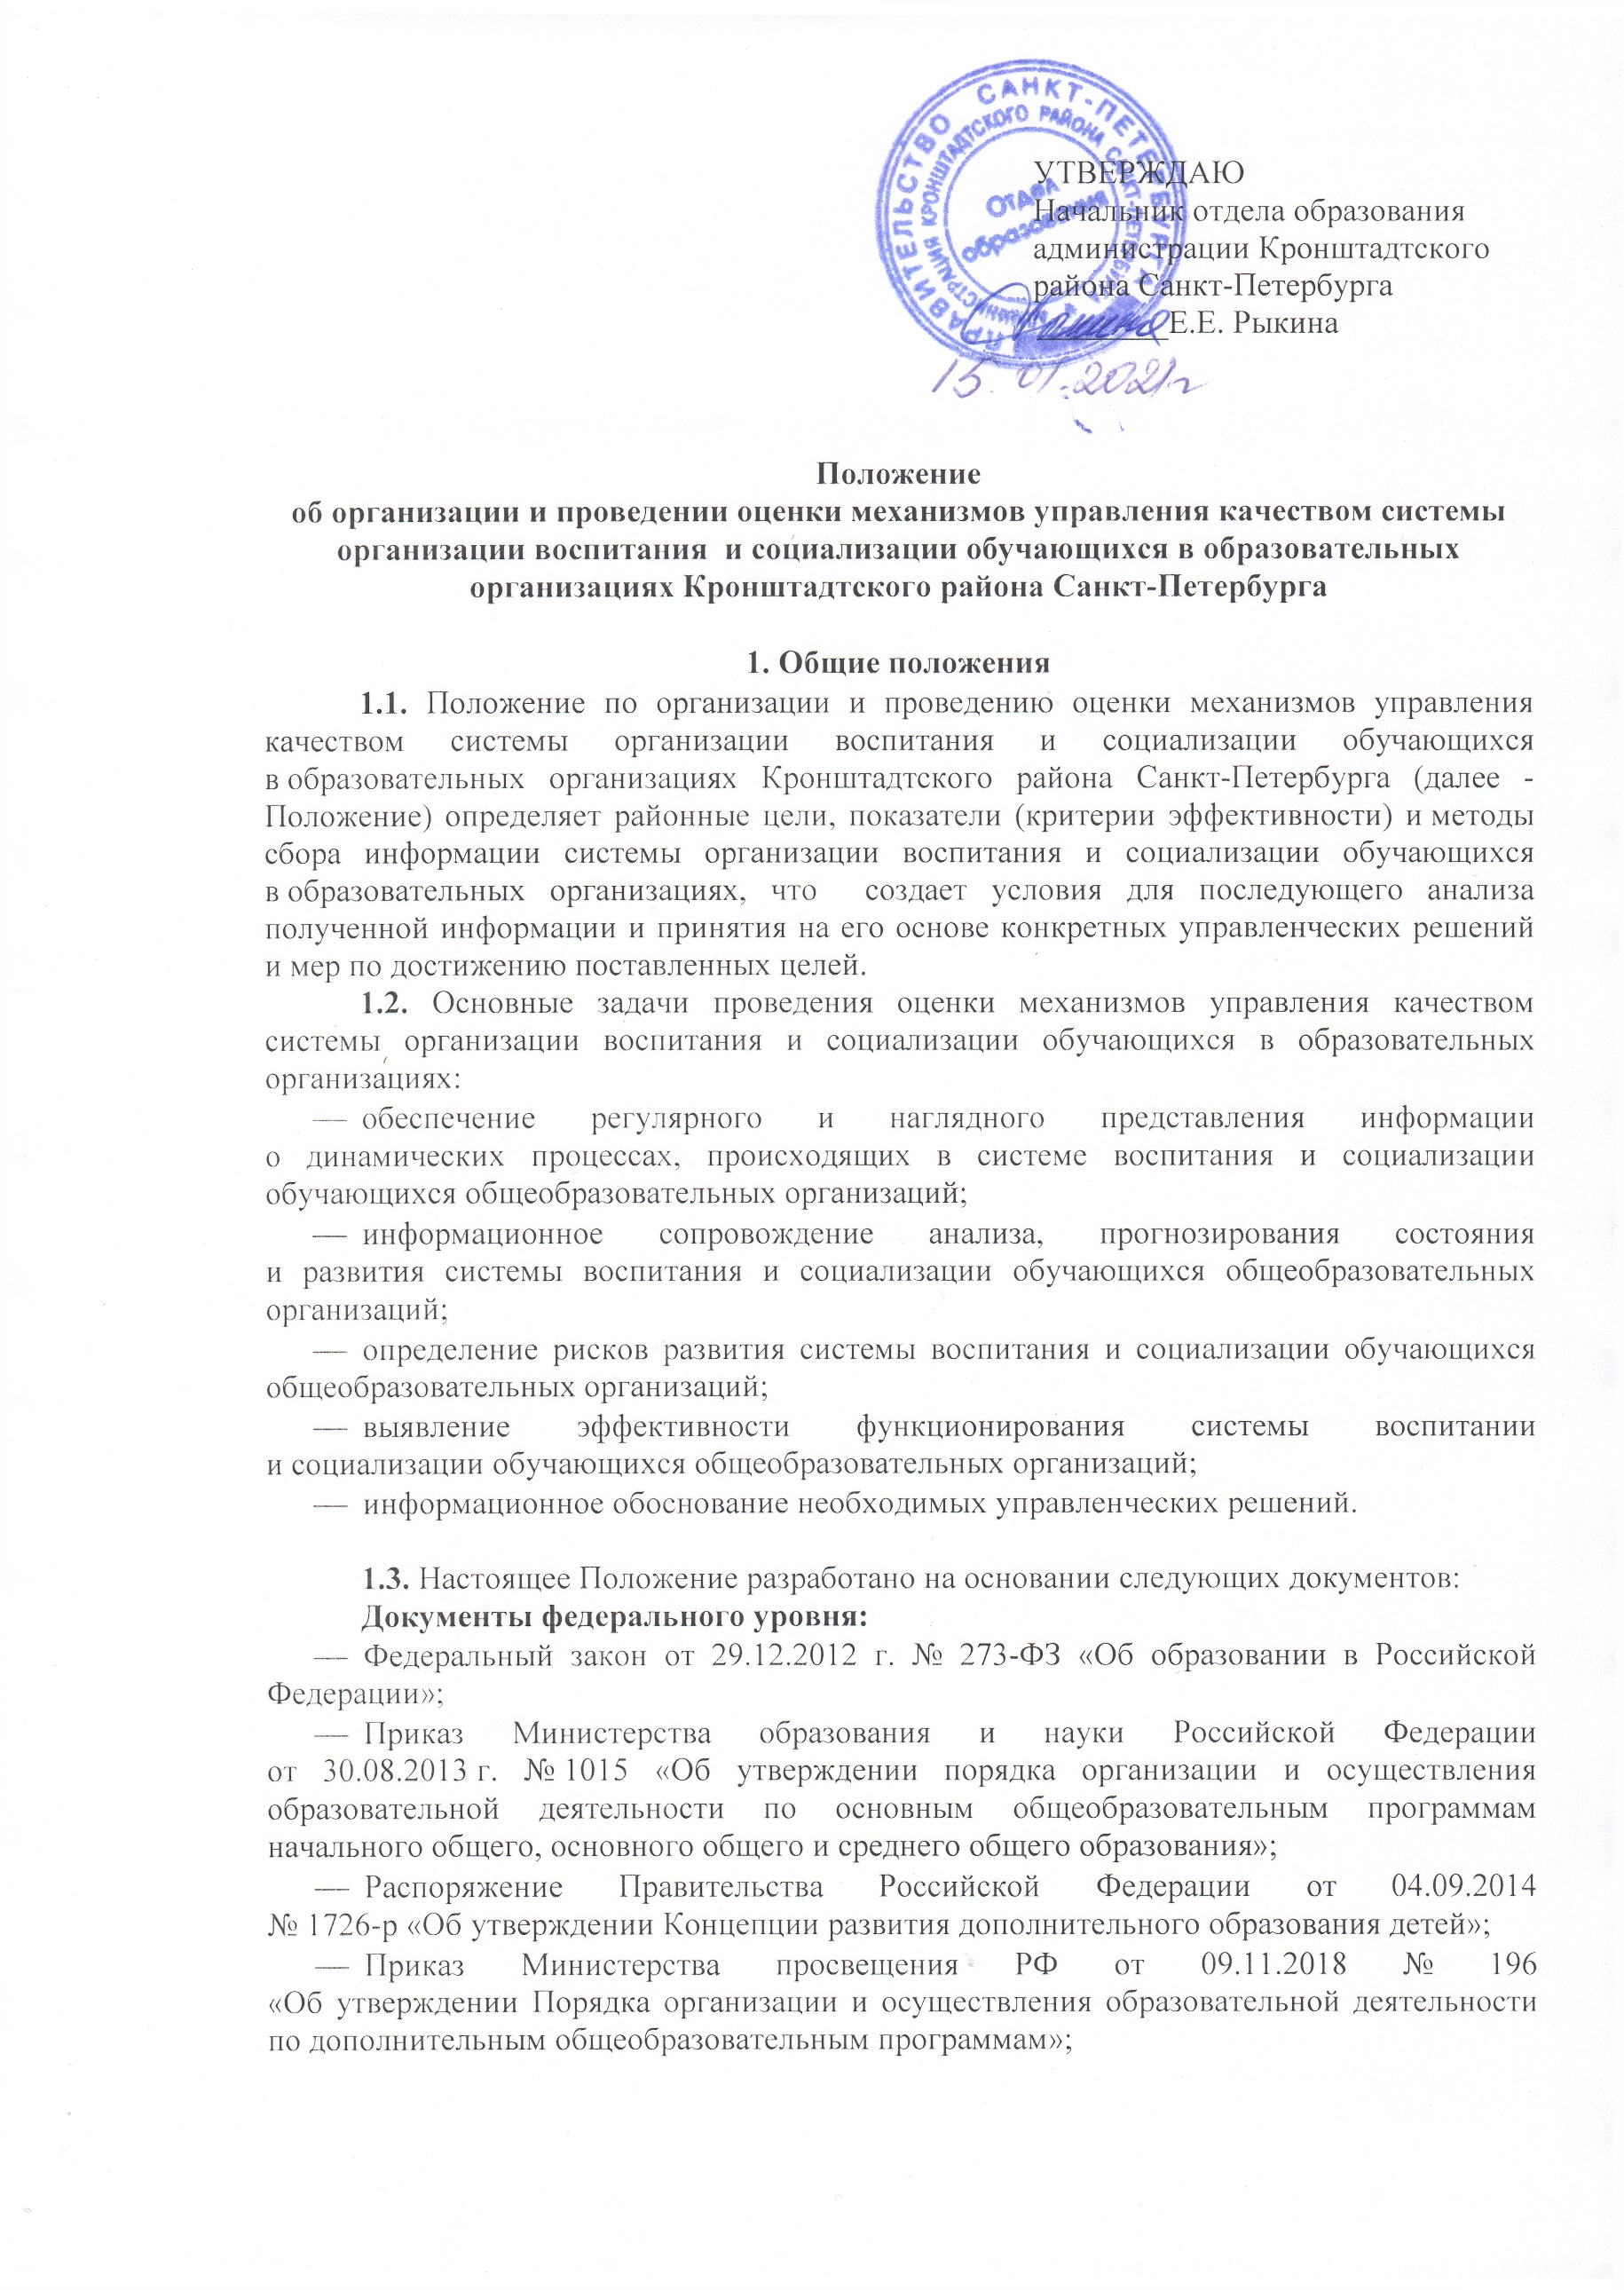 ПРАВИТЕЛЬСТВО САНКТ-ПЕТЕРБУРГА
АДМИНИСТРАЦИЯ КРОНШТАДТСКОГО РАЙОНА САНКТ-ПЕТЕРБУРГА
Отдел
образования
УТВЕРЖДАЮ
Начальник отдела образования
администрации Кронштадтского
района Санкт-Петербурга
Е.Е. Рыкина
15.01.2021г
Положение
об организации и проведении оценки механизмов управления качеством системы
организации воспитания и социализации обучающихся в образовательных
организациях Кронштадтского района Санкт-Петербурга
1. Общие положения
1.1. Положение по организации и проведению оценки механизмов управления
качеством системы организации воспитания и социализации обучающихся
в образовательных организациях Кронштадтского района Санкт-Петербурга (далее -
Положение) определяет районные цели, показатели (критерии эффективности) и методы
сбора информации системы организации воспитания и социализации обучающихся
в образовательных организациях, что создает условия для последующего анализа
полученной информации и принятия на его основе конкретных управленческих решений
и мер по достижению поставленных целей.
1.2. Основные задачи проведения оценки механизмов управления качеством
системы организации воспитания и социализации обучающихся в образовательных
организациях:
— обеспечение регулярного и наглядного представления информации
о динамических процессах, происходящих в системе воспитания и социализации
обучающихся общеобразовательных организаций;
— информационное сопровождение анализа, прогнозирования состояния
и развития системы воспитания и социализации обучающихся общеобразовательных
организаций;
— определение рисков развития системы воспитания и социализации обучающихся
общеобразовательных организаций;
— выявление эффективности функционирования системы воспитании
и социализации обучающихся общеобразовательных организаций;
— информационное обоснование необходимых управленческих решений.
1.3. Настоящее Положение разработано на основании следующих документов:
Документы федерального уровня:
— Федеральный закон от 29.12.2012 г. № 273-ФЗ «Об образовании в Российской
Федерации»;
— Приказ Министерства образования и науки Российской Федерации
от 30.08.2013 г. № 1015 «Об утверждении порядка организации и осуществления
образовательной деятельности по основным общеобразовательным программам
начального общего, основного общего и среднего общего образования»;
— Распоряжение Правительства Российской Федерации от 04.09.2014
№ 1726-р «Об утверждении Концепции развития дополнительного образования детей»;
— Приказ Министерства просвещения РФ от 09.11.2018 № 196
«Об утверждении Порядка организации и осуществления образовательной деятельности
по дополнительным общеобразовательным программам»;